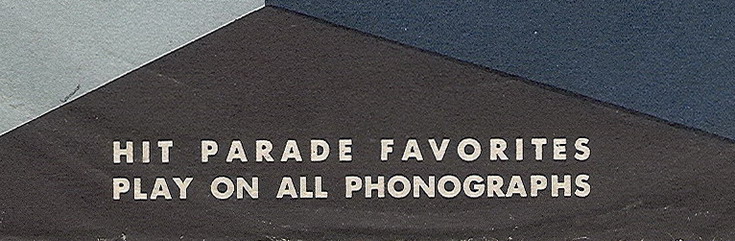 HIT PARADE FAVORITES
PLAY ON ALL PHONOGRAPHS